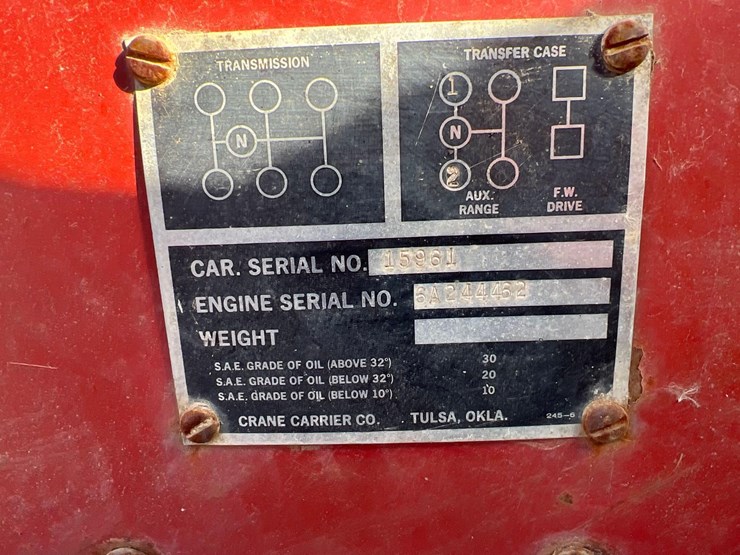 TRANSMISSION
N
TRANSFER CASE
1
N
2
AUX. RANGE
F.W. DRIVE
CAR. SERIAL NO. 15961
ENGINE SERIAL NO. 6A244462
WEIGHT
S.A.E. GRADE OF OIL (ABOVE 32°) 30
S.A.E. GRADE OF OIL (BELOW 32°) 20
S.A.E. GRADE OF OIL (BELOW 10°) 10
CRANE CARRIER CO. TULSA, OKLA. 245-6